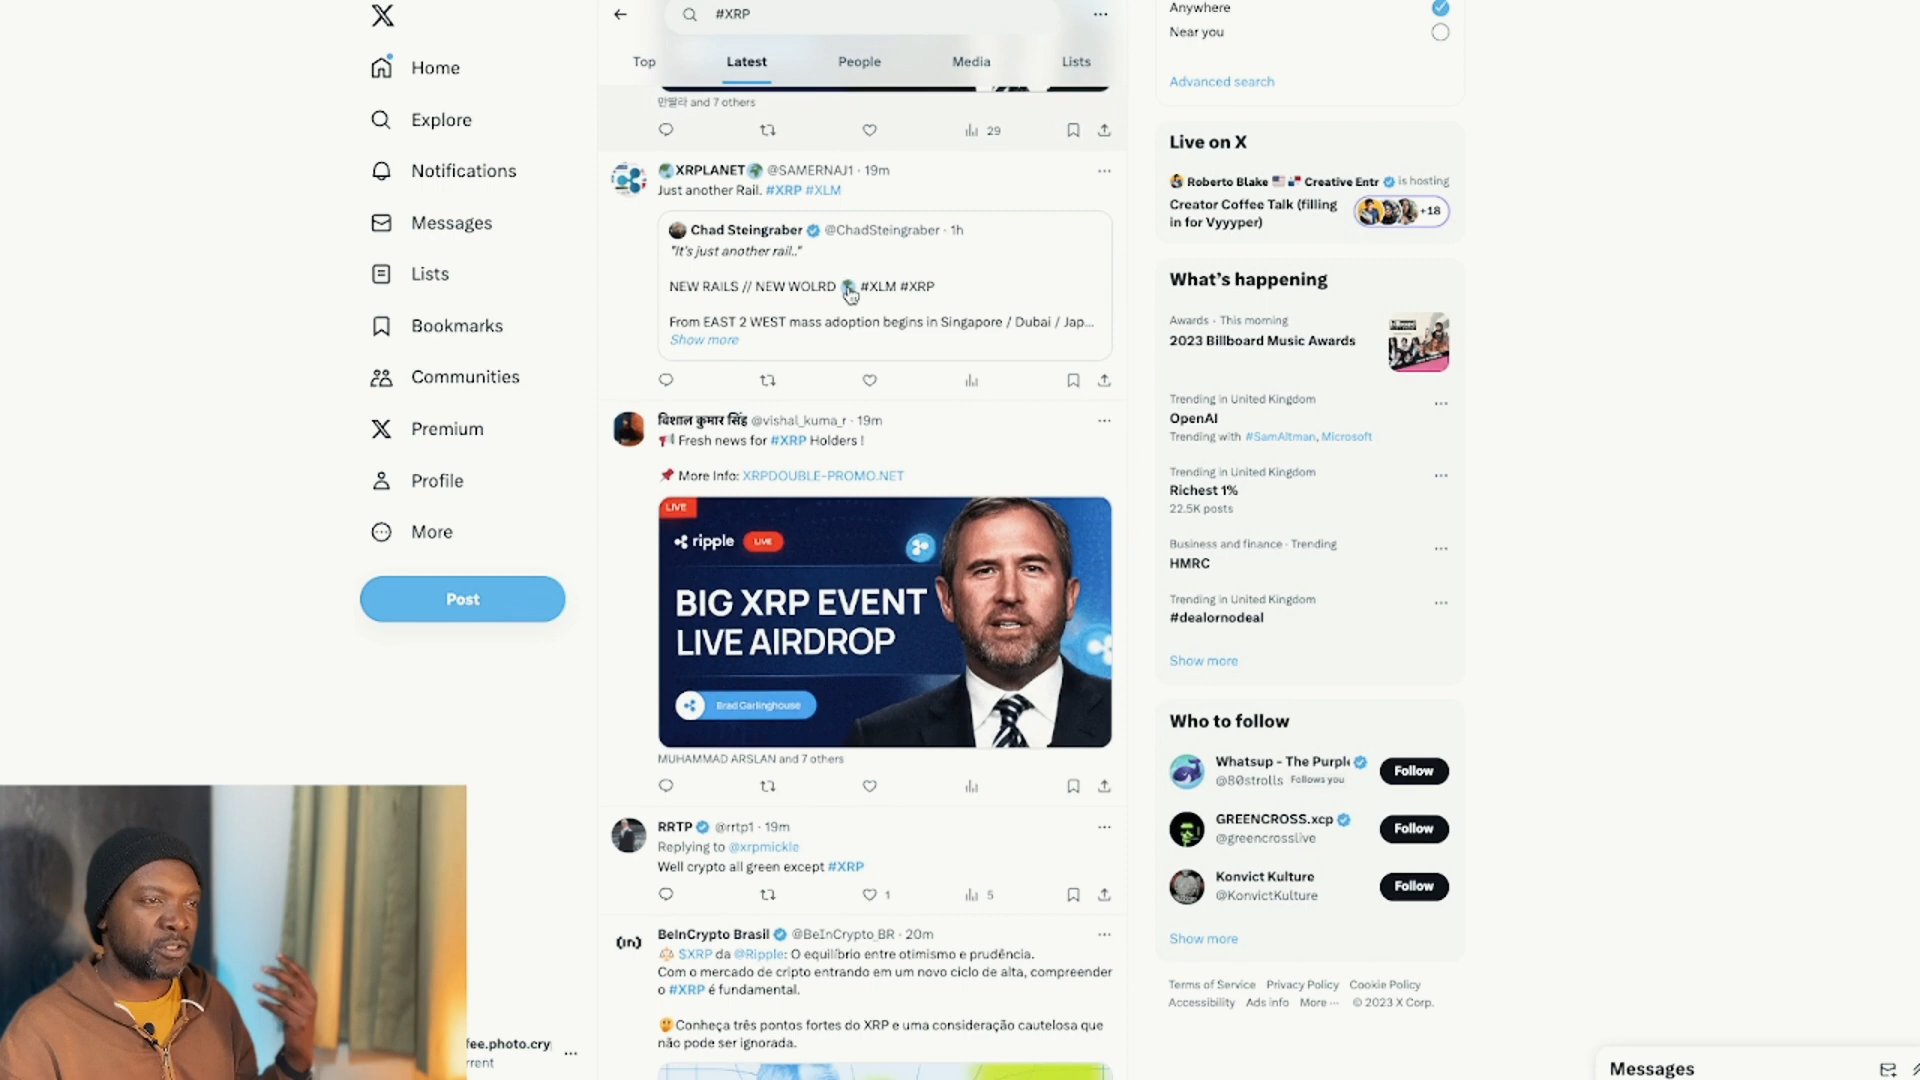 Home
Explore
Notifications
Messages
Lists
Bookmarks
Communities
Premium
Profile
More
Post
fee.photo.cry
rrent
#XRP
Top Latest People Media Lists
만딸라 and 7 others
29
XRPLANET @SAMERNAJ1 · 19m
Just another Rail. #XRP #XLM
Chad Steingraber @ChadSteingraber · 1h
"It's just another rail.."
NEW RAILS // NEW WOLRD #XLM #XRP
From EAST 2 WEST mass adoption begins in Singapore / Dubai / Jap...
Show more
विशाल कुमार सिंह @vishal_kuma_r · 19m
Fresh news for #XRP Holders !
More Info: XRPDOUBLE-PROMO.NET
LIVE
ripple LIVE
BIG XRP EVENT
LIVE AIRDROP
Brad Garlinghouse
MUHAMMAD ARSLAN and 7 others
RRTP @rrtp1 · 19m
Replying to @xrpmickle
Well crypto all green except #XRP
1 5
(in)
BeInCrypto Brasil @BeInCrypto_BR · 20m
$XRP da @Ripple: O equilíbrio entre otimismo e prudência.
Com o mercado de cripto entrando em um novo ciclo de alta, compreender
o #XRP é fundamental.
Conheça três pontos fortes do XRP e uma consideração cautelosa que
não pode ser ignorada.
Anywhere
Near you
Advanced search
Live on X
Roberto Blake Creative Entr is hosting
Creator Coffee Talk (filling
in for Vyyyper)
+18
What's happening
Awards · This morning
2023 Billboard Music Awards
Trending in United Kingdom
OpenAI
Trending with #SamAltman, Microsoft
Trending in United Kingdom
Richest 1%
22.5K posts
Business and finance · Trending
HMRC
Trending in United Kingdom
#dealornodeal
Show more
Who to follow
Whatsup - The Purpl
@80strolls Follows you
Follow
GREENCROSS.xcp
@greencrosslive
Follow
Konvict Kulture
@KonvictKulture
Follow
Show more
Terms of Service Privacy Policy Cookie Policy
Accessibility Ads info More ··· © 2023 X Corp.
Messages